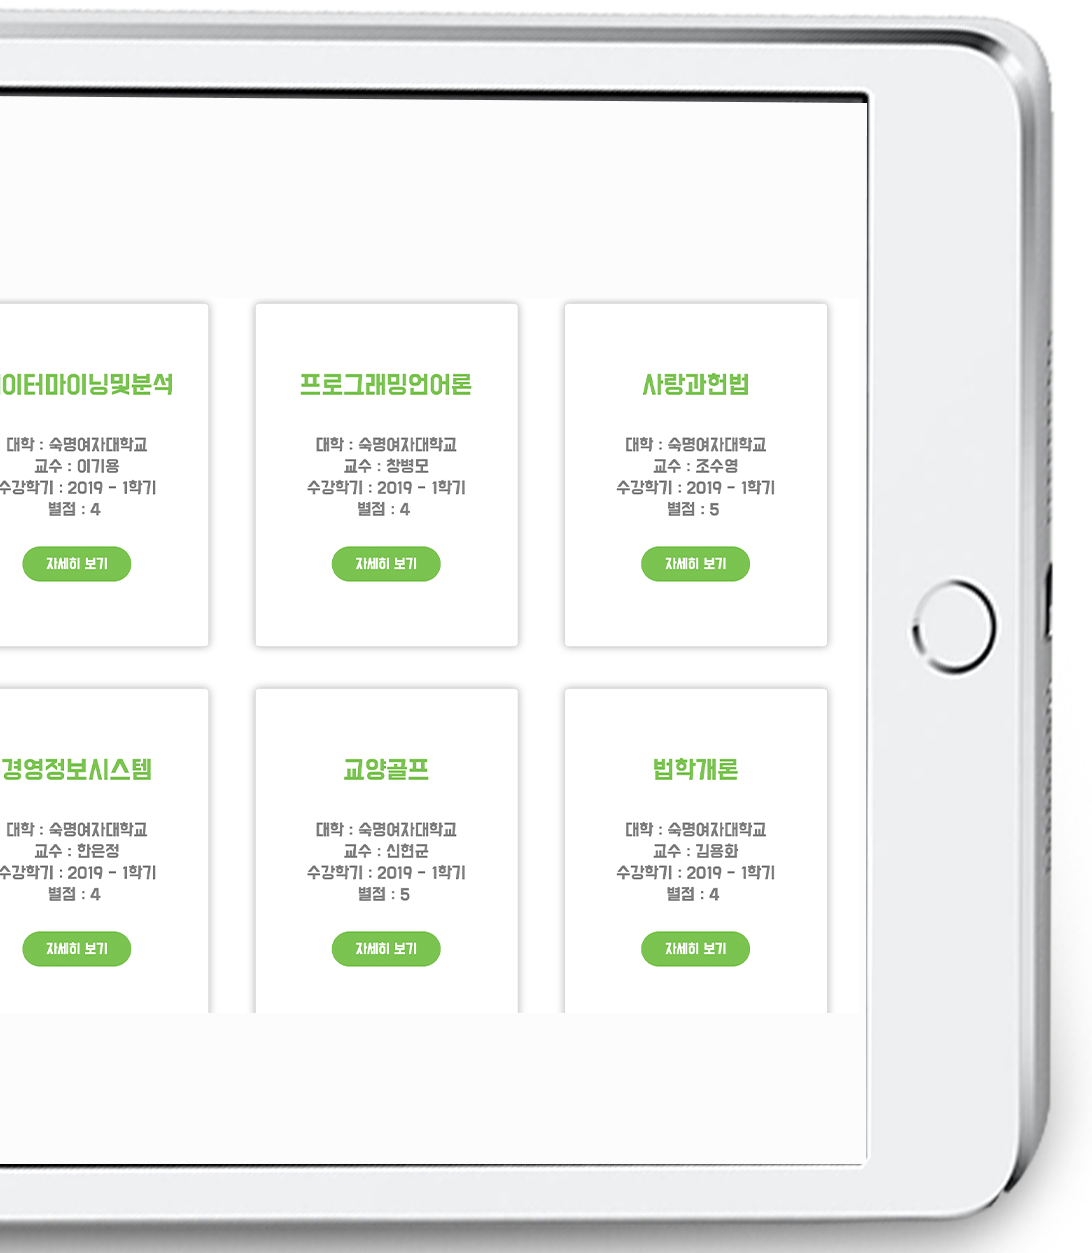 이터마이닝및분석
대학 : 숙명여자대학교
교수 : 이기용
수강학기 : 2019 - 1학기
별점 : 4
자세히 보기
프로그래밍언어론
대학 : 숙명여자대학교
교수 : 창병모
수강학기 : 2019 - 1학기
별점 : 4
자세히 보기
사랑과헌법
대학 : 숙명여자대학교
교수 : 조수영
수강학기 : 2019 - 1학기
별점 : 5
자세히 보기
경영정보시스템
대학 : 숙명여자대학교
교수 : 한은정
수강학기 : 2019 - 1학기
별점 : 4
자세히 보기
교양골프
대학 : 숙명여자대학교
교수 : 신현군
수강학기 : 2019 - 1학기
별점 : 5
자세히 보기
법학개론
대학 : 숙명여자대학교
교수 : 김용화
수강학기 : 2019 - 1학기
별점 : 4
자세히 보기